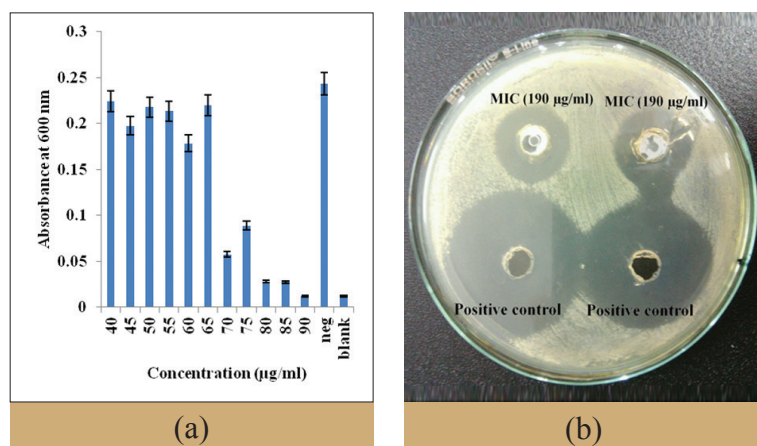 0.3
0.25
0.2
0.15
0.1
0.05
0
Absorbance at 600 nm
40
45
50
55
60
65
70
75
80
85
90
neg
blank
Concentration (µg/ml)
(a)
MIC (190 µg/ml)
MIC (190 µg/ml)
Positive control
Positive control
(b)